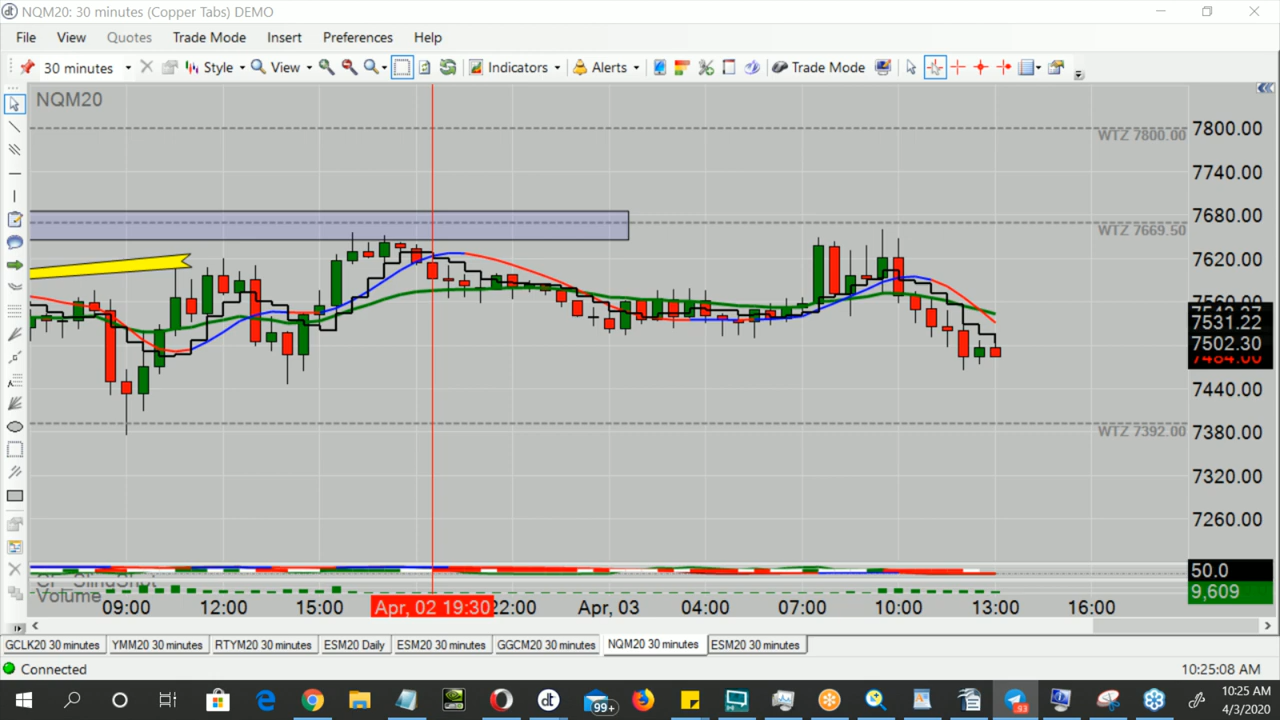 NQM20: 30 minutes (Copper Tabs) DEMO
File View Quotes Trade Mode Insert Preferences Help
30 minutes Style View Indicators Alerts Trade Mode
NQM20
7800.00
WTZ 7800.00
7740.00
7680.00
WTZ 7669.50
7620.00
7560.00
7531.22
7502.30
7484.00
7440.00
WTZ 7392.00
7380.00
7320.00
7260.00
50.0
Volume
9,609
09:00 12:00 15:00 Apr, 02 19:30 22:00 Apr, 03 04:00 07:00 10:00 13:00 16:00
GCLK20 30 minutes YMM20 30 minutes RTYM20 30 minutes ESM20 Daily ESM20 30 minutes GGCM20 30 minutes NQM20 30 minutes ESM20 30 minutes
Connected 10:25:08 AM
99+
93
10:25 AM
4/3/2020